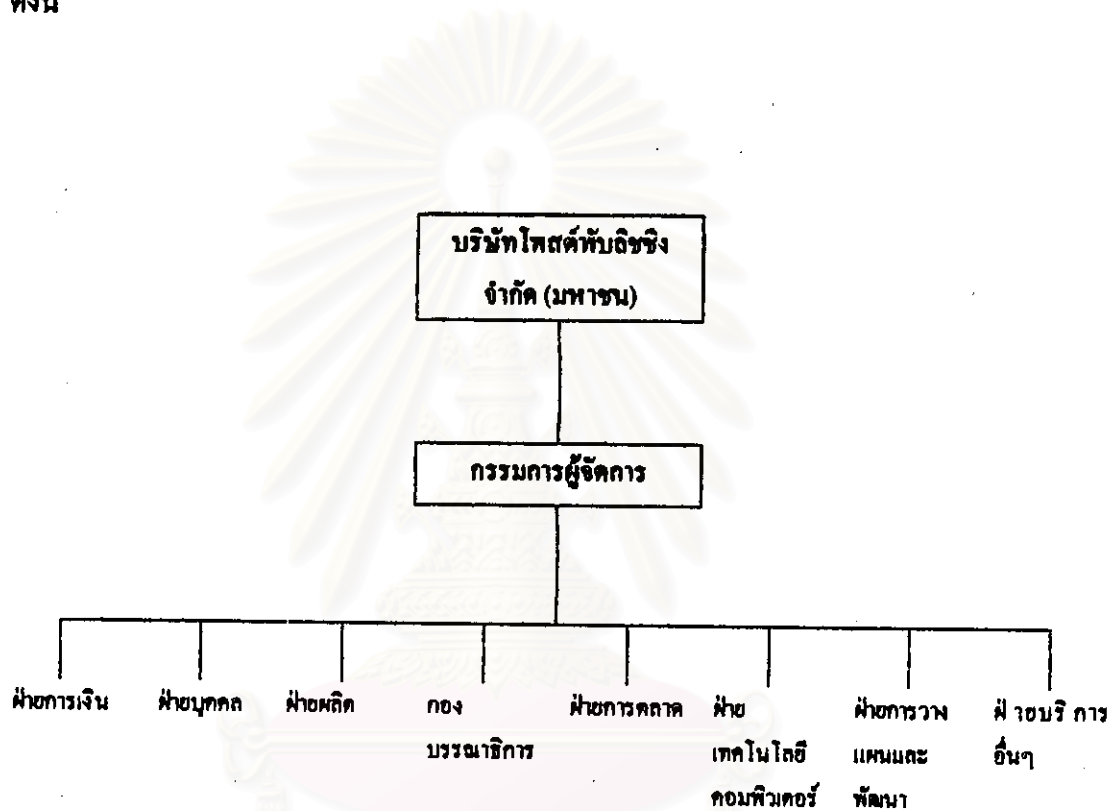 ดังนี้
บริษัทโพสต์พับลิชชิง
จำกัด (มหาชน)
กรรมการผู้จัดการ
ฝ่ายการเงิน
ฝ่ายบุคคล
ฝ่ายผลิต
กอง
บรรณาธิการ
ฝ่ายการตลาด
ฝ่าย
เทคโนโลยี
คอมพิวเตอร์
ฝ่ายการวาง
แผนและ
พัฒนา
ฝ่ายบริการ
อื่นๆ